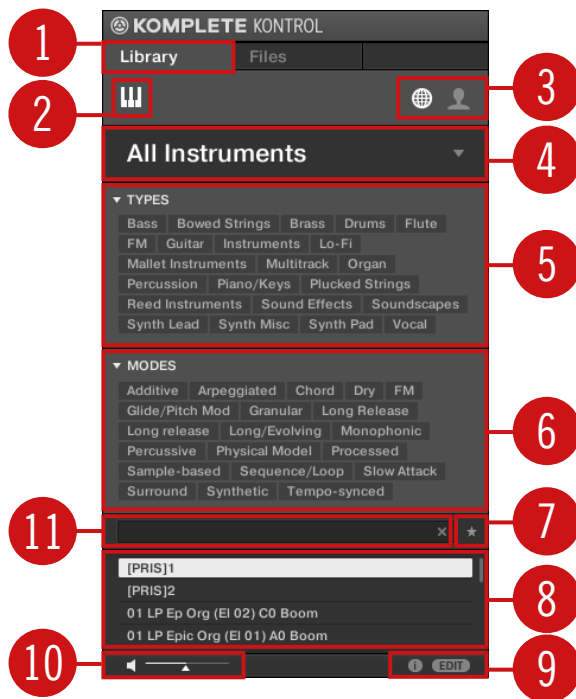 KOMPLETE KONTROL
1
Library Files
2
3
All Instruments
4
TYPES
Bass Bowed Strings Brass Drums Flute
FM Guitar Instruments Lo-Fi
Mallet Instruments Multitrack Organ
5
Percussion Piano/Keys Plucked Strings
Reed Instruments Sound Effects Soundscapes
Synth Lead Synth Misc Synth Pad Vocal
MODES
Additive Arpeggiated Chord Dry FM
Glide/Pitch Mod Granular Long Release
Long release Long/Evolving Monophonic
6
Percussive Physical Model Processed
Sample-based Sequence/Loop Slow Attack
Surround Synthetic Tempo-synced
11
7
[PRIS]1
[PRIS]2
8
01 LP Ep Org (El 02) C0 Boom
01 LP Epic Org (El 01) A0 Boom
10
i EDIT
9